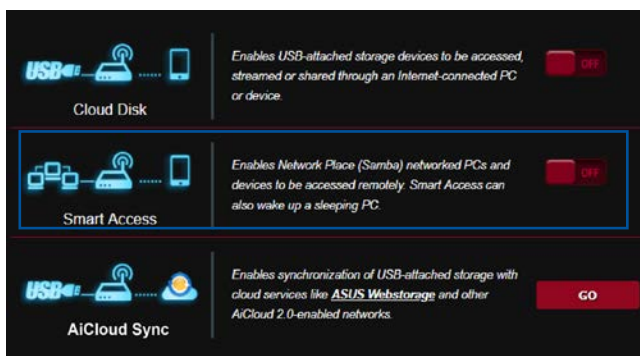 USB
Cloud Disk
Enables USB-attached storage devices to be accessed,
streamed or shared through an Internet-connected PC
or device.
OFF
Smart Access
Enables Network Place (Samba) networked PCs and
devices to be accessed remotely. Smart Access can
also wake up a sleeping PC.
OFF
USB
AiCloud Sync
Enables synchronization of USB-attached storage with
cloud services like ASUS Webstorage and other
AiCloud 2.0-enabled networks.
GO